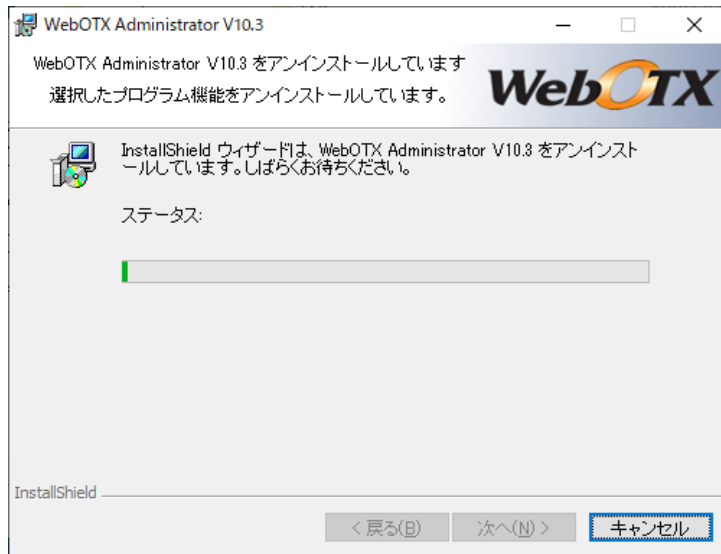 WebOTX Administrator V10.3
WebOTX Administrator V10.3 をアンインストールしています
選択したプログラム機能をアンインストールしています。
WebOTX
InstallShield ウィザードは、WebOTX Administrator V10.3 をアンインスト
ールしています。しばらくお待ちください。
ステータス:
InstallShield
< 戻る(B)
次へ(N) >
キャンセル